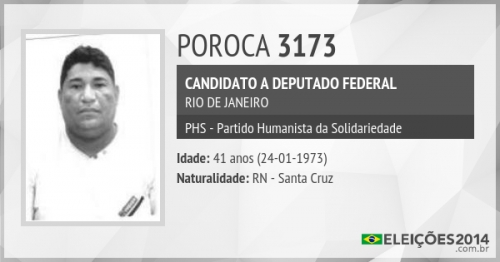 POROCA 3173
CANDIDATO A DEPUTADO FEDERAL
RIO DE JANEIRO
PHS - Partido Humanista da Solidariedade
Idade: 41 anos (24-01-1973)
Naturalidade: RN - Santa Cruz
ELEIÇÕES2014
.com.br